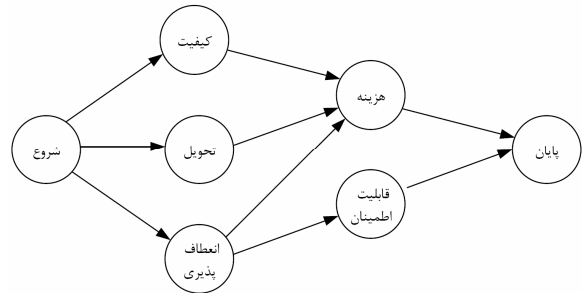 کیفیت
هزینه
شروع
تحویل
پایان
قابلیت
اطمینان
انعطاف
پذیری